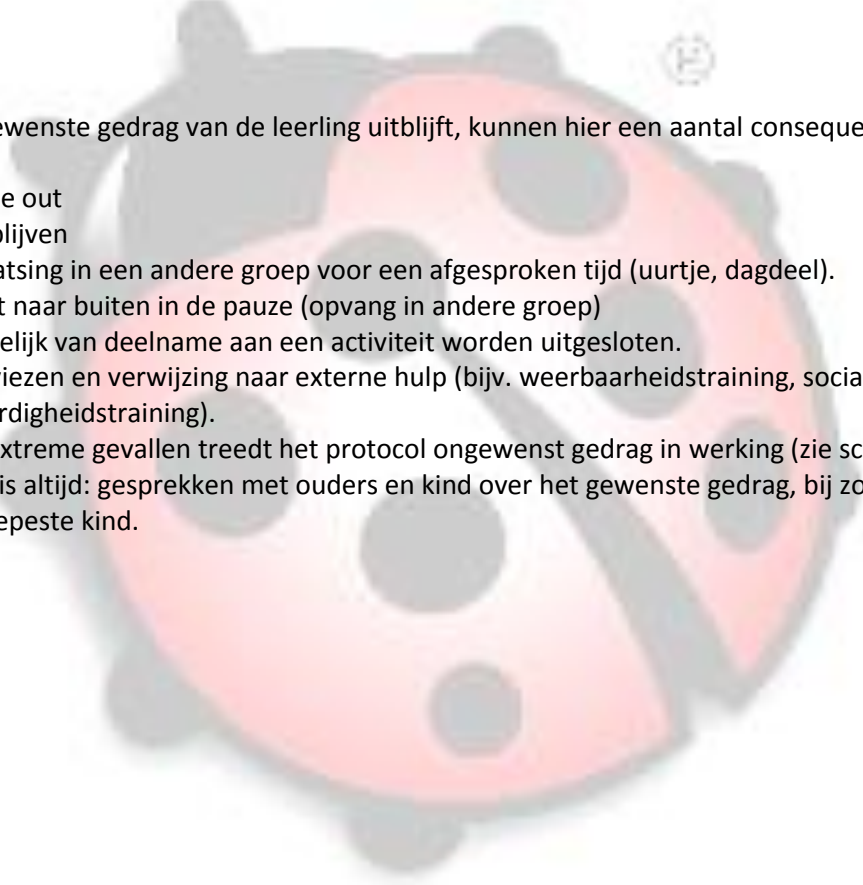 ewenste gedrag van de leerling uitblijft, kunnen hier een aantal conseque
e out
blijven
atsing in een andere groep voor een afgesproken tijd (uurtje, dagdeel).
t naar buiten in de pauze (opvang in andere groep)
elijk van deelname aan een activiteit worden uitgesloten.
iezen en verwijzing naar externe hulp (bijv. weerbaarheidstraining, socia
rdigheidstraining).
xtreme gevallen treedt het protocol ongewenst gedrag in werking (zie sc
is altijd: gesprekken met ouders en kind over het gewenste gedrag, bij zo
epeste kind.